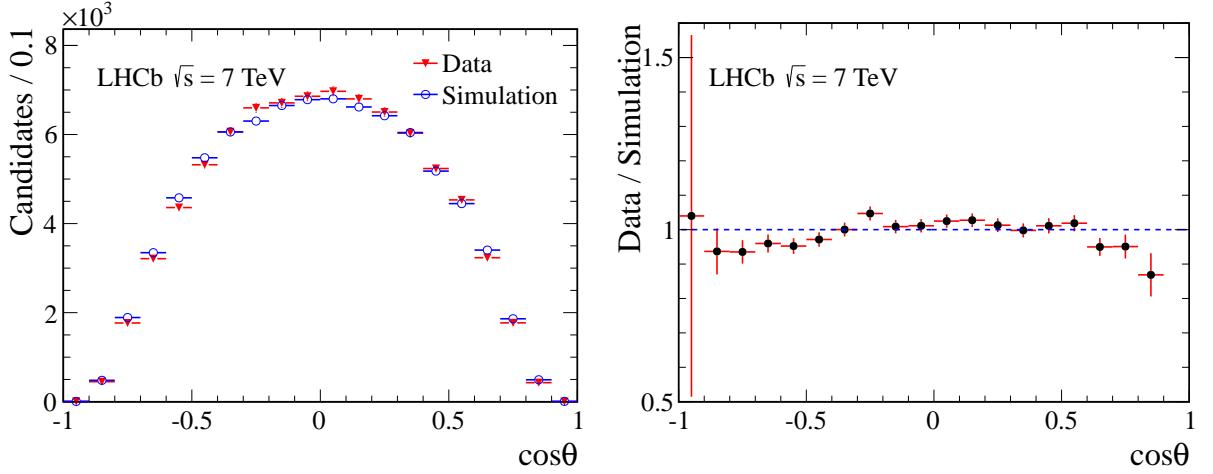 ×10³
Candidates / 0.1
8
6
4
2
0
LHCb √s = 7 TeV
Data
Simulation
-1
-0.5
0
0.5
1
cosθ
Data / Simulation
1.5
1
0.5
LHCb √s = 7 TeV
-1
-0.5
0
0.5
1
cosθ